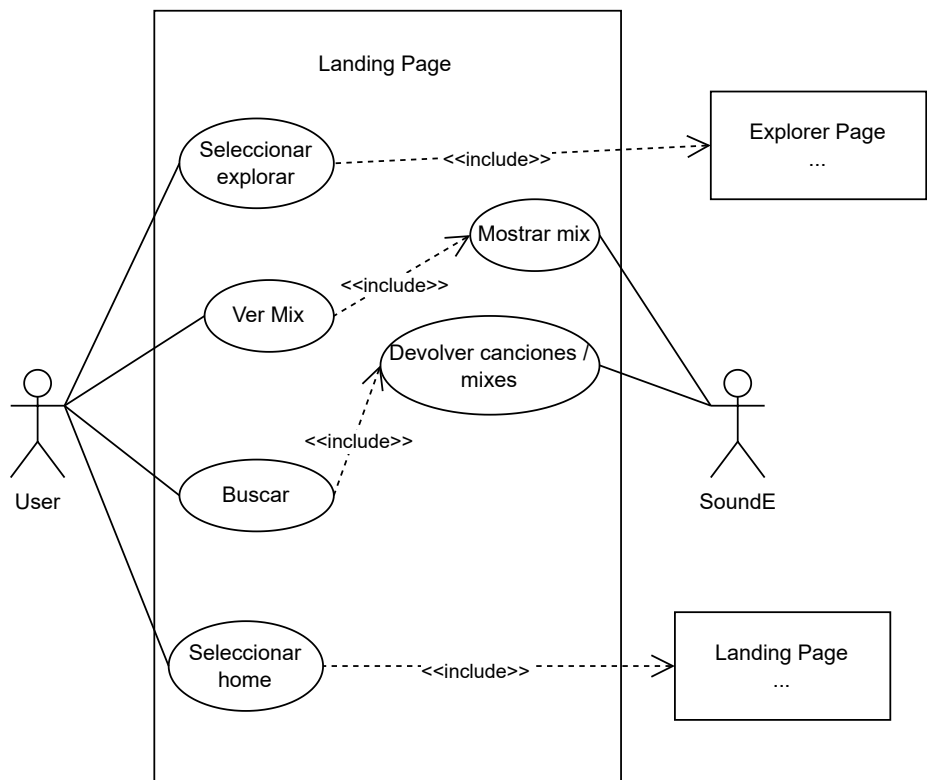 Landing Page
Seleccionar
explorar
<<include>>
Explorer Page
...
Mostrar mix
<<include>>
Ver Mix
Devolver canciones /
mixes
<<include>>
Buscar
User
SoundE
Seleccionar
home
<<include>>
Landing Page
...